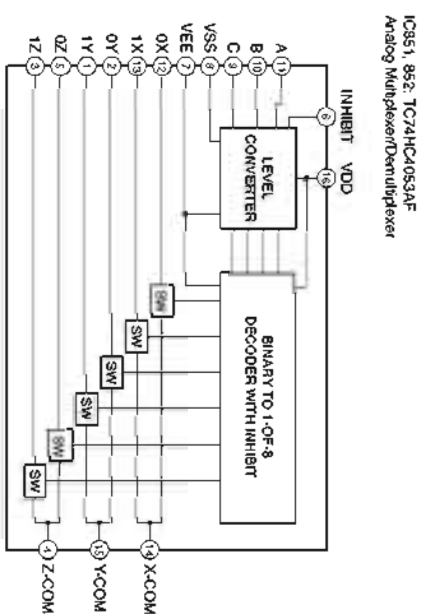 IC851, 852: TC74HC4053AF
Analog Multiplexer/Demultiplexer
INHIBIT
6
VDD
16
A 11
B 10
C 9
VSS 8
VEE 7
0X 12
1X 13
0Y 2
1Y 1
0Z 5
1Z 3
LEVEL
CONVERTER
BINARY TO 1-OF-8
DECODER WITH INHIBIT
SW
SW
SW
SW
SW
SW
14 X-COM
15 Y-COM
4 Z-COM